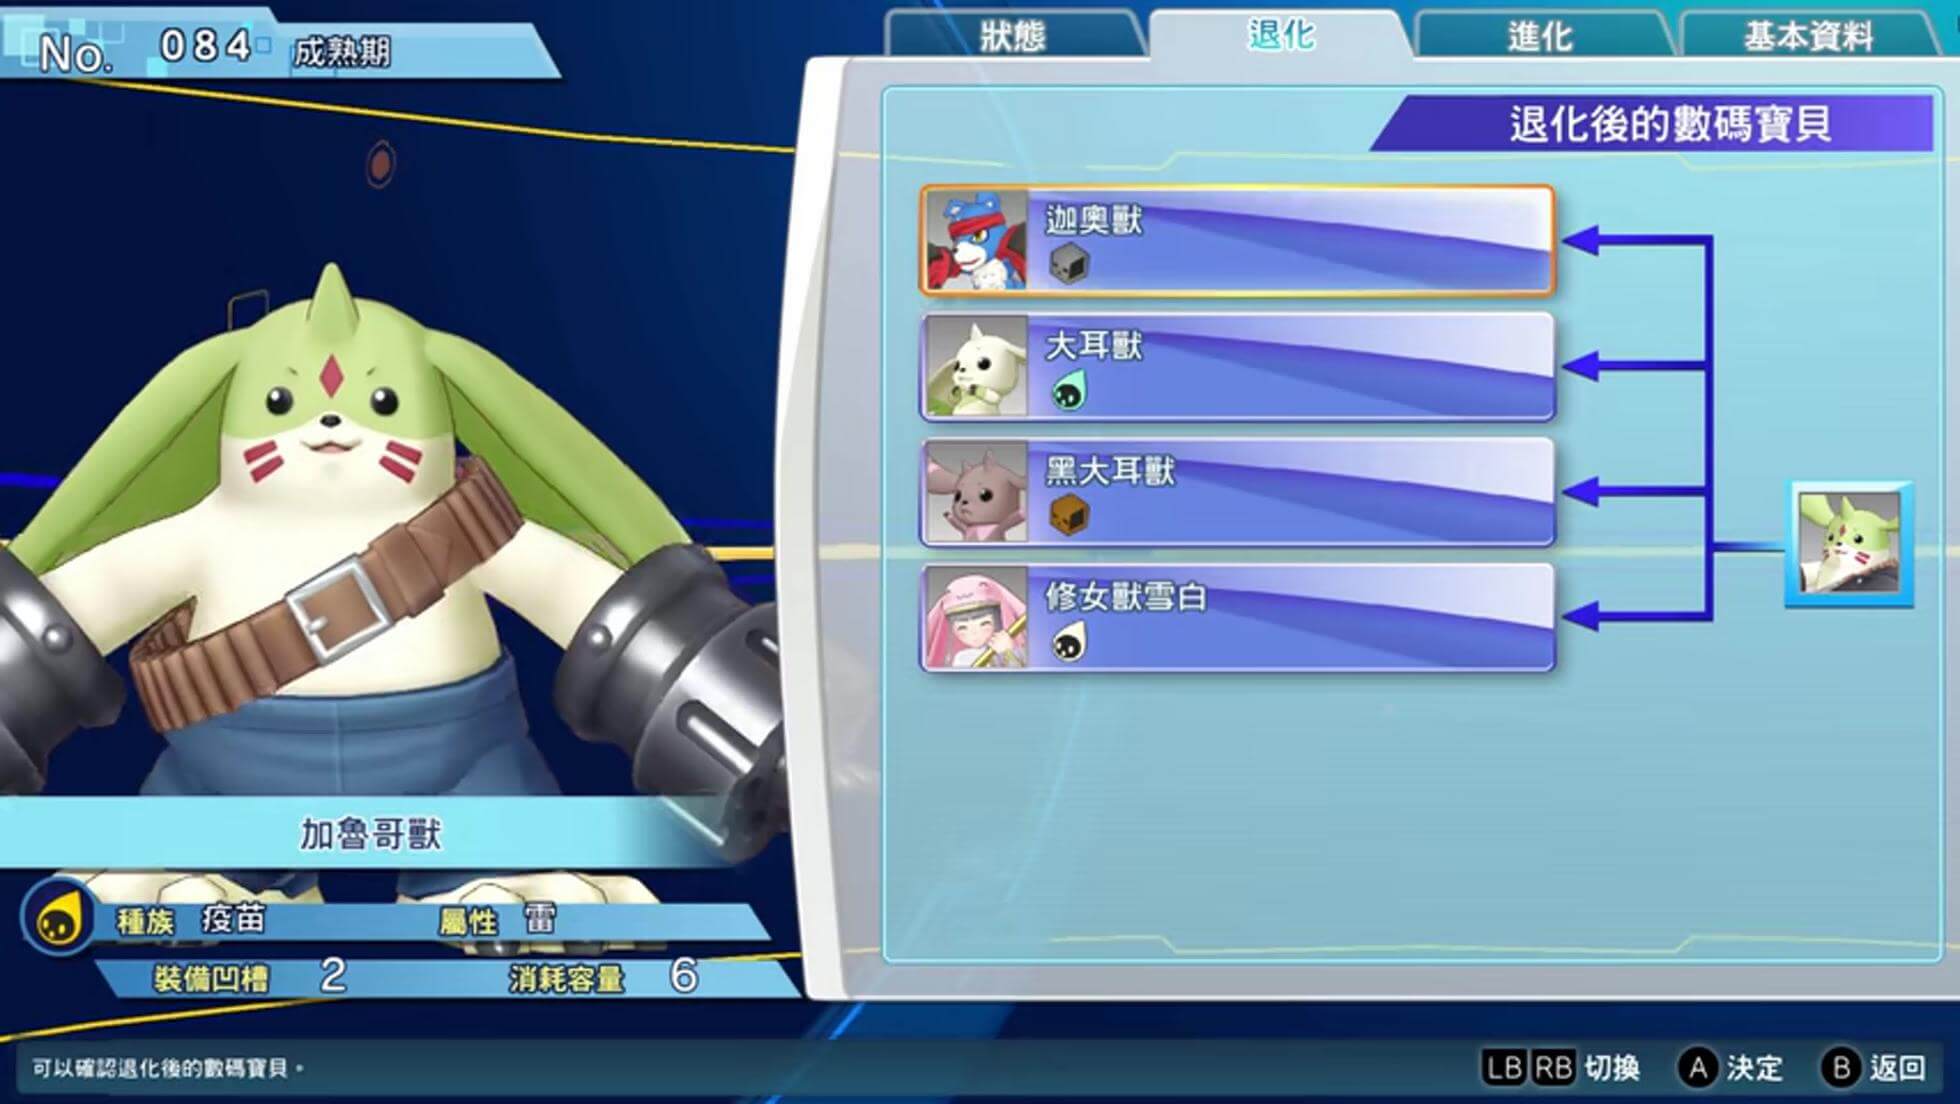 No. 084 成熟期
狀態 退化 進化 基本資料
退化後的數碼寶貝
迦奧獸
大耳獸
黑大耳獸
修女獸雪白
加魯哥獸
種族 疫苗 屬性 雷
裝備凹槽 2 消耗容量 6
可以確認退化後的數碼寶貝。
LB RB 切換 A 決定 B 返回